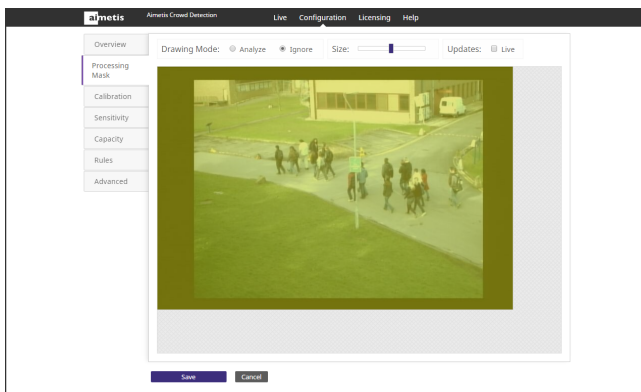 aimetis Aimetis Crowd Detection Live Configuration Licensing Help
Overview
Processing
Mask
Calibration
Sensitivity
Capacity
Rules
Advanced
Drawing Mode: Analyze Ignore Size: Updates: Live
Save Cancel